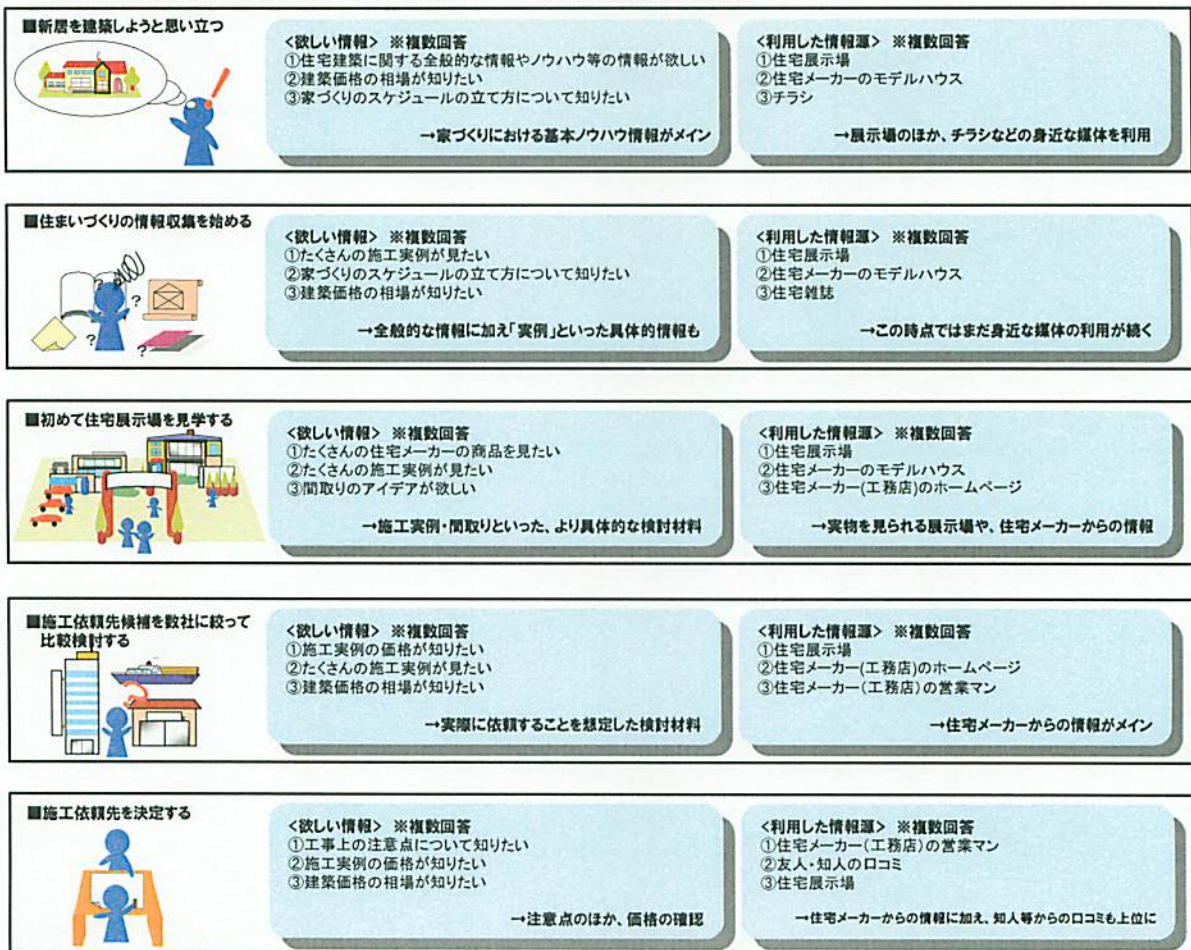 ■新居を建築しようと思い立つ
<欲しい情報> ※複数回答
①住宅建築に関する全般的な情報やノウハウ等の情報が欲しい
②建築価格の相場が知りたい
③家づくりのスケジュールの立て方について知りたい
→家づくりにおける基本ノウハウ情報がメイン
<利用した情報源> ※複数回答
①住宅展示場
②住宅メーカーのモデルハウス
③チラシ
→展示場のほか、チラシなどの身近な媒体を利用
■住まいづくりの情報収集を始める
? ? ? ?
<欲しい情報> ※複数回答
①たくさんの施工実例が見たい
②家づくりのスケジュールの立て方について知りたい
③建築価格の相場が知りたい
→全般的な情報に加え「実例」といった具体的情報も
<利用した情報源> ※複数回答
①住宅展示場
②住宅メーカーのモデルハウス
③住宅雑誌
→この時点ではまだ身近な媒体の利用が続く
■初めて住宅展示場を見学する
<欲しい情報> ※複数回答
①たくさんの住宅メーカーの商品を見たい
②たくさんの施工実例が見たい
③間取りのアイデアが欲しい
→施工実例・間取りといった、より具体的な検討材料
<利用した情報源> ※複数回答
①住宅展示場
②住宅メーカーのモデルハウス
③住宅メーカー(工務店)のホームページ
→実物を見られる展示場や、住宅メーカーからの情報
■施工依頼先候補を数社に絞って
比較検討する
<欲しい情報> ※複数回答
①施工実例の価格が知りたい
②たくさんの施工実例が見たい
③建築価格の相場が知りたい
→実際に依頼することを想定した検討材料
<利用した情報源> ※複数回答
①住宅展示場
②住宅メーカー(工務店)のホームページ
③住宅メーカー(工務店)の営業マン
→住宅メーカーからの情報がメイン
■施工依頼先を決定する
<欲しい情報> ※複数回答
①工事上の注意点について知りたい
②施工実例の価格が知りたい
③建築価格の相場が知りたい
→注意点のほか、価格の確認
<利用した情報源> ※複数回答
①住宅メーカー(工務店)の営業マン
②友人・知人の口コミ
③住宅展示場
→住宅メーカーからの情報に加え、知人等からの口コミも上位に